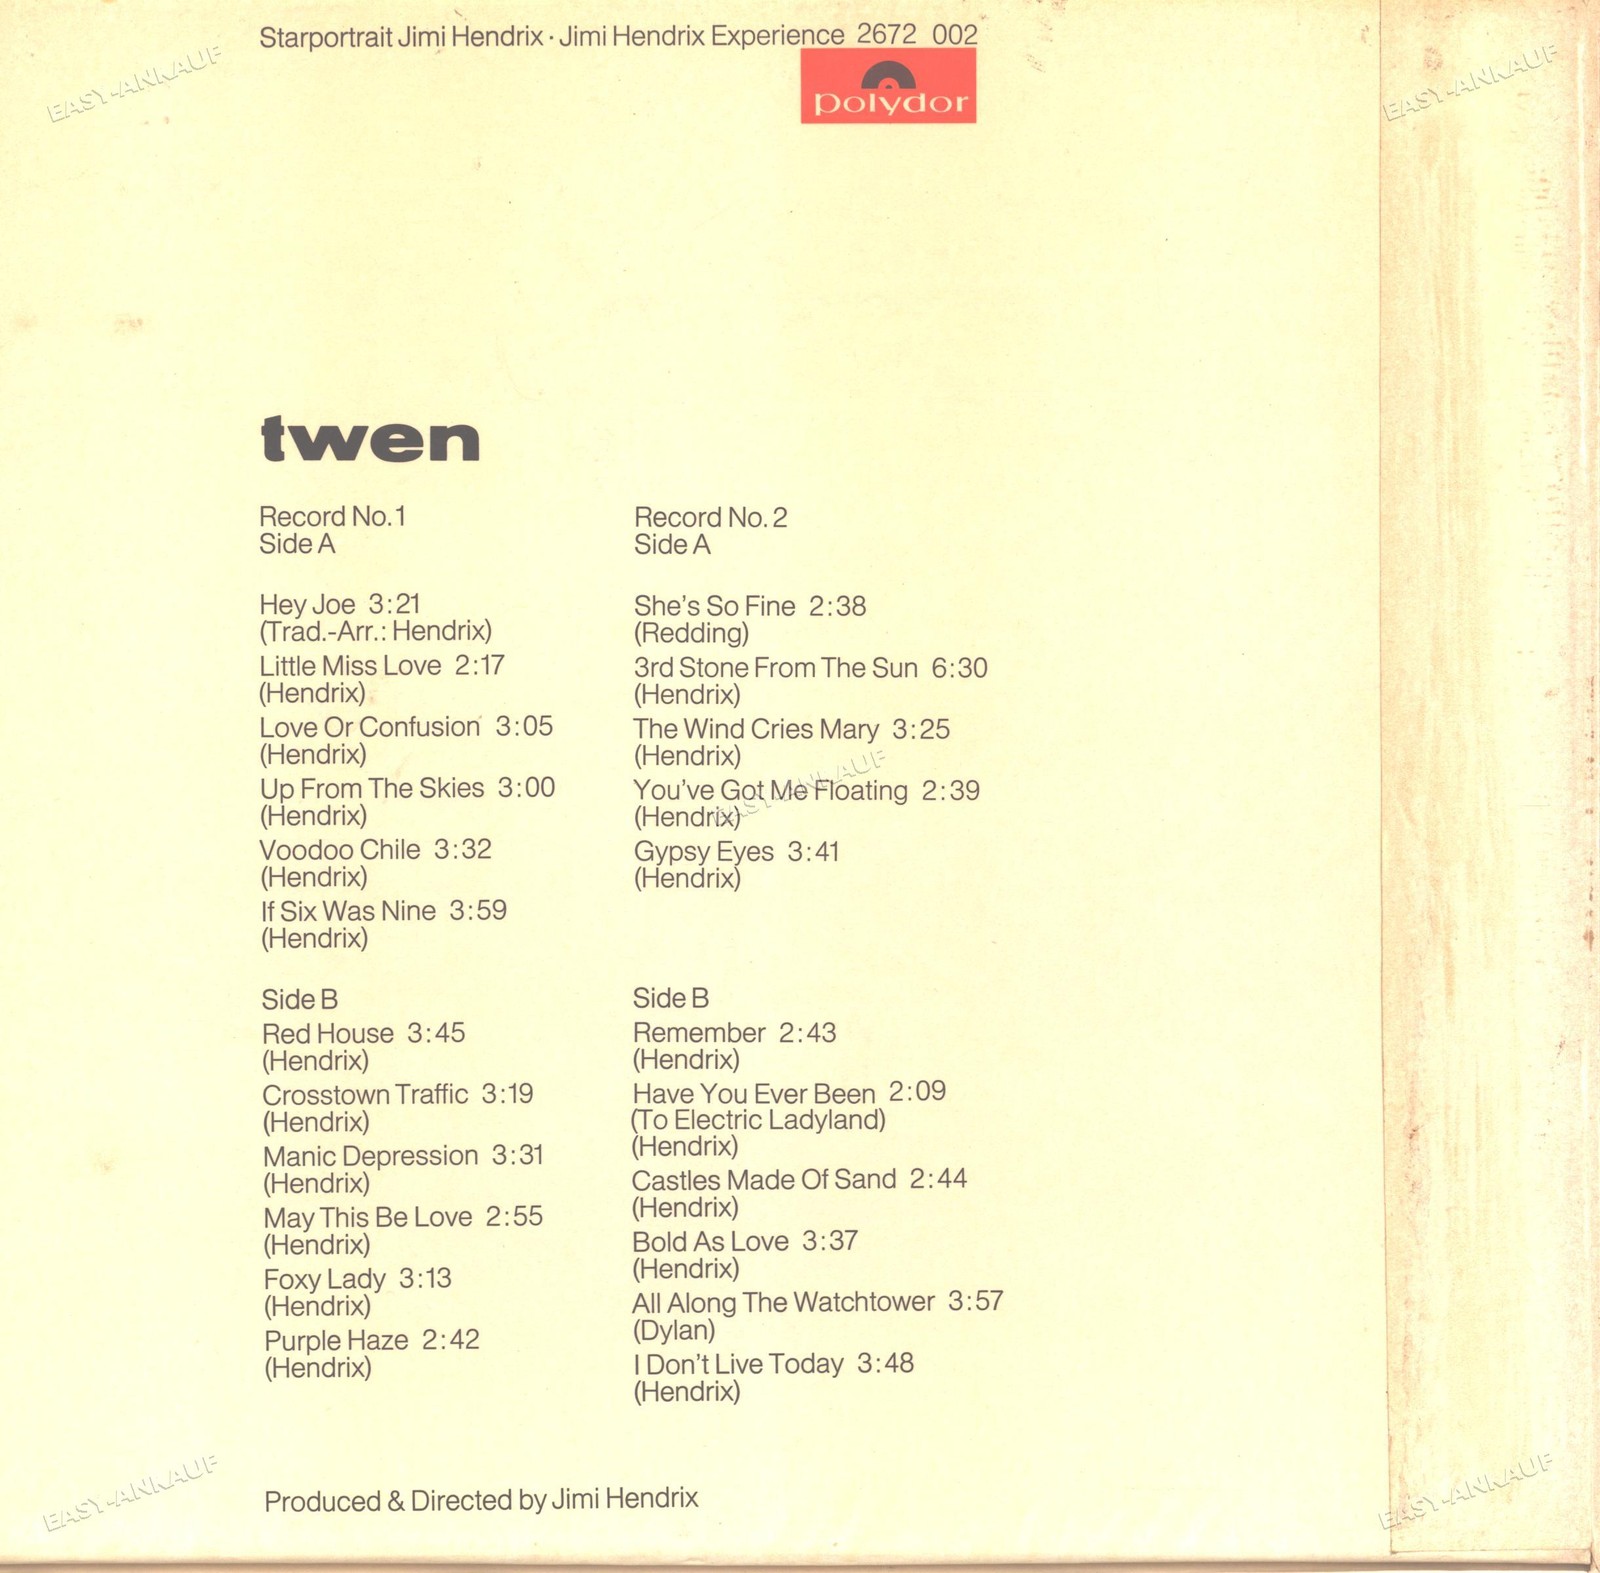 Starportrait Jimi Hendrix · Jimi Hendrix Experience 2672 002
polydor
twen
Record No. 1
Side A
Hey Joe 3:21
(Trad.-Arr.: Hendrix)
Little Miss Love 2:17
(Hendrix)
Love Or Confusion 3:05
(Hendrix)
Up From The Skies 3:00
(Hendrix)
Voodoo Chile 3:32
(Hendrix)
If Six Was Nine 3:59
(Hendrix)
Side B
Red House 3:45
(Hendrix)
Crosstown Traffic 3:19
(Hendrix)
Manic Depression 3:31
(Hendrix)
May This Be Love 2:55
(Hendrix)
Foxy Lady 3:13
(Hendrix)
Purple Haze 2:42
(Hendrix)
Record No. 2
Side A
She's So Fine 2:38
(Redding)
3rd Stone From The Sun 6:30
(Hendrix)
The Wind Cries Mary 3:25
(Hendrix)
You've Got Me Floating 2:39
(Hendrix)
Gypsy Eyes 3:41
(Hendrix)
Side B
Remember 2:43
(Hendrix)
Have You Ever Been 2:09
(To Electric Ladyland)
(Hendrix)
Castles Made Of Sand 2:44
(Hendrix)
Bold As Love 3:37
(Hendrix)
All Along The Watchtower 3:57
(Dylan)
I Don't Live Today 3:48
(Hendrix)
Produced & Directed by Jimi Hendrix
EASY-ANKAUF
EASY-ANKAUF
EASY-ANKAUF
EASY-ANKAUF
EASY-ANKAUF